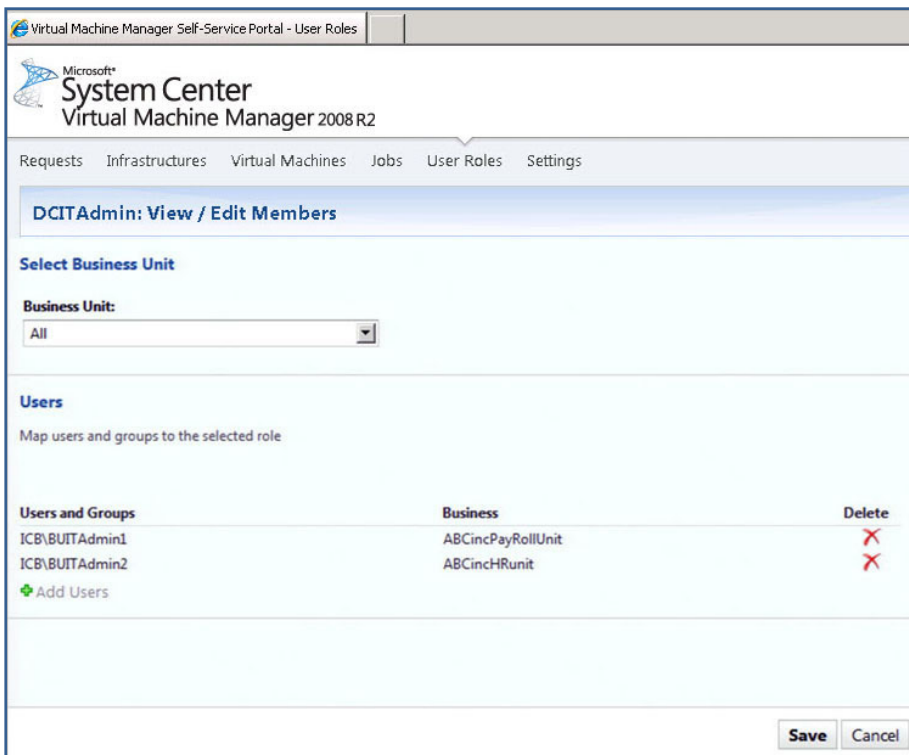 Virtual Machine Manager Self-Service Portal - User Roles
Microsoft®
System Center
Virtual Machine Manager 2008 R2
Requests Infrastructures Virtual Machines Jobs User Roles Settings
DCITAdmin: View / Edit Members
Select Business Unit
Business Unit:
All
Users
Map users and groups to the selected role
Users and Groups Business Delete
ICB\BUITAdmin1 ABCincPayRollUnit
ICB\BUITAdmin2 ABCincHRunit
Add Users
Save Cancel